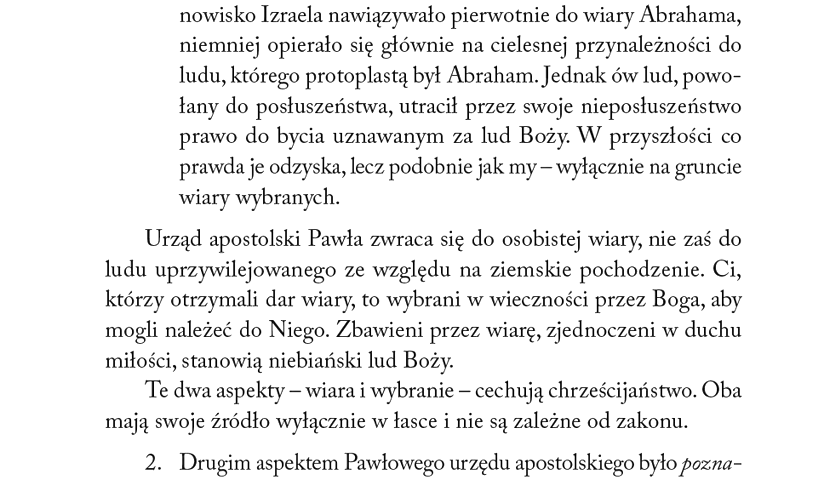 nowisko Izraela nawiązywało pierwotnie do wiary Abrahama,
niemniej opierało się głównie na cielesnej przynależności do
ludu, którego protoplastą był Abraham. Jednak ów lud, powo-
łany do posłuszeństwa, utracił przez swoje nieposłuszeństwo
prawo do bycia uznawanym za lud Boży. W przyszłości co
prawda je odzyska, lecz podobnie jak my – wyłącznie na gruncie
wiary wybranych.
Urząd apostolski Pawła zwraca się do osobistej wiary, nie zaś do
ludu uprzywilejowanego ze względu na ziemskie pochodzenie. Ci,
którzy otrzymali dar wiary, to wybrani w wieczności przez Boga, aby
mogli należeć do Niego. Zbawieni przez wiarę, zjednoczeni w duchu
miłości, stanowią niebiański lud Boży.
Te dwa aspekty – wiara i wybranie – cechują chrześcijaństwo. Oba
mają swoje źródło wyłącznie w łasce i nie są zależne od zakonu.
2. Drugim aspektem Pawłowego urzędu apostolskiego było pozna-